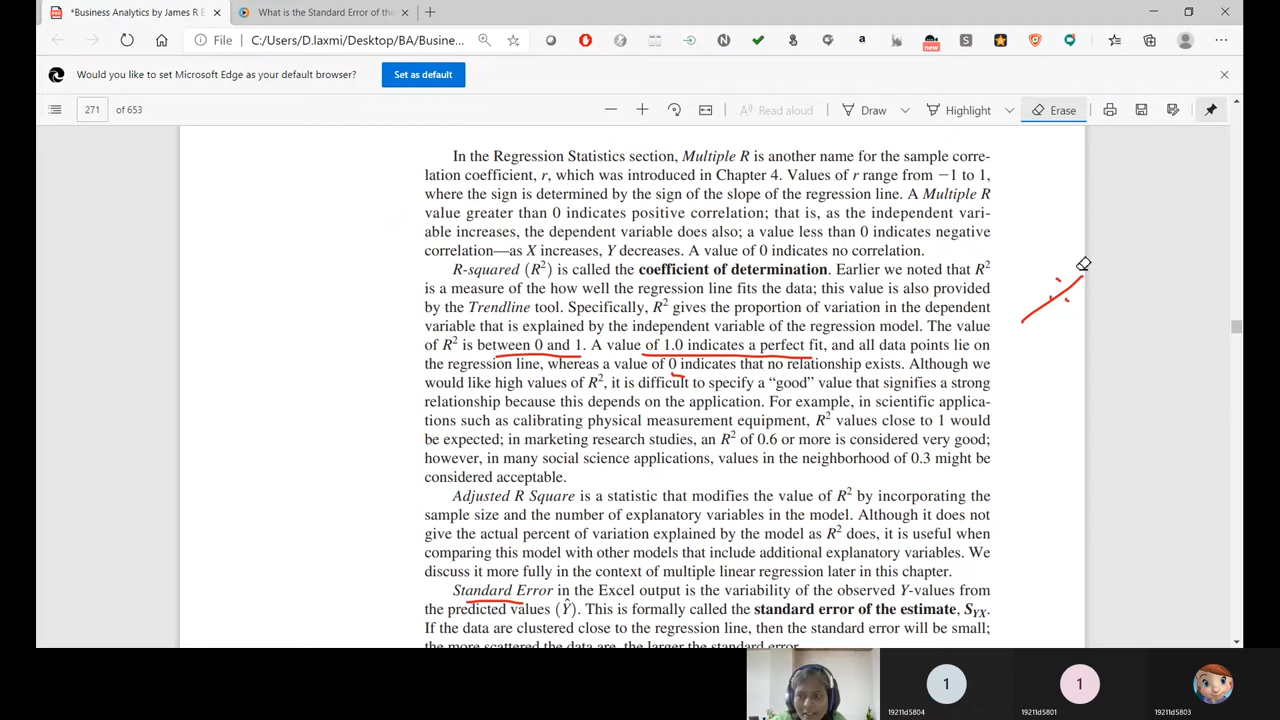 *Business Analytics by James R E
What is the Standard Error of the
File
C:/Users/D.laxmi/Desktop/BA/Busine...
new
Would you like to set Microsoft Edge as your default browser?
Set as default
271 of 653
Read aloud
Draw
Highlight
Erase
In the Regression Statistics section, Multiple R is another name for the sample corre-
lation coefficient, r, which was introduced in Chapter 4. Values of r range from −1 to 1,
where the sign is determined by the sign of the slope of the regression line. A Multiple R
value greater than 0 indicates positive correlation; that is, as the independent vari-
able increases, the dependent variable does also; a value less than 0 indicates negative
correlation—as X increases, Y decreases. A value of 0 indicates no correlation.
R-squared (R²) is called the coefficient of determination. Earlier we noted that R²
is a measure of the how well the regression line fits the data; this value is also provided
by the Trendline tool. Specifically, R² gives the proportion of variation in the dependent
variable that is explained by the independent variable of the regression model. The value
of R² is between 0 and 1. A value of 1.0 indicates a perfect fit, and all data points lie on
the regression line, whereas a value of 0 indicates that no relationship exists. Although we
would like high values of R², it is difficult to specify a “good” value that signifies a strong
relationship because this depends on the application. For example, in scientific applica-
tions such as calibrating physical measurement equipment, R² values close to 1 would
be expected; in marketing research studies, an R² of 0.6 or more is considered very good;
however, in many social science applications, values in the neighborhood of 0.3 might be
considered acceptable.
Adjusted R Square is a statistic that modifies the value of R² by incorporating the
sample size and the number of explanatory variables in the model. Although it does not
give the actual percent of variation explained by the model as R² does, it is useful when
comparing this model with other models that include additional explanatory variables. We
discuss it more fully in the context of multiple linear regression later in this chapter.
Standard Error in the Excel output is the variability of the observed Y-values from
the predicted values (Ŷ). This is formally called the standard error of the estimate, S_YX.
If the data are clustered close to the regression line, then the standard error will be small;
the more scattered the data are, the larger the standard error.
1
1
19211d5804
19211d5801
19211d5803